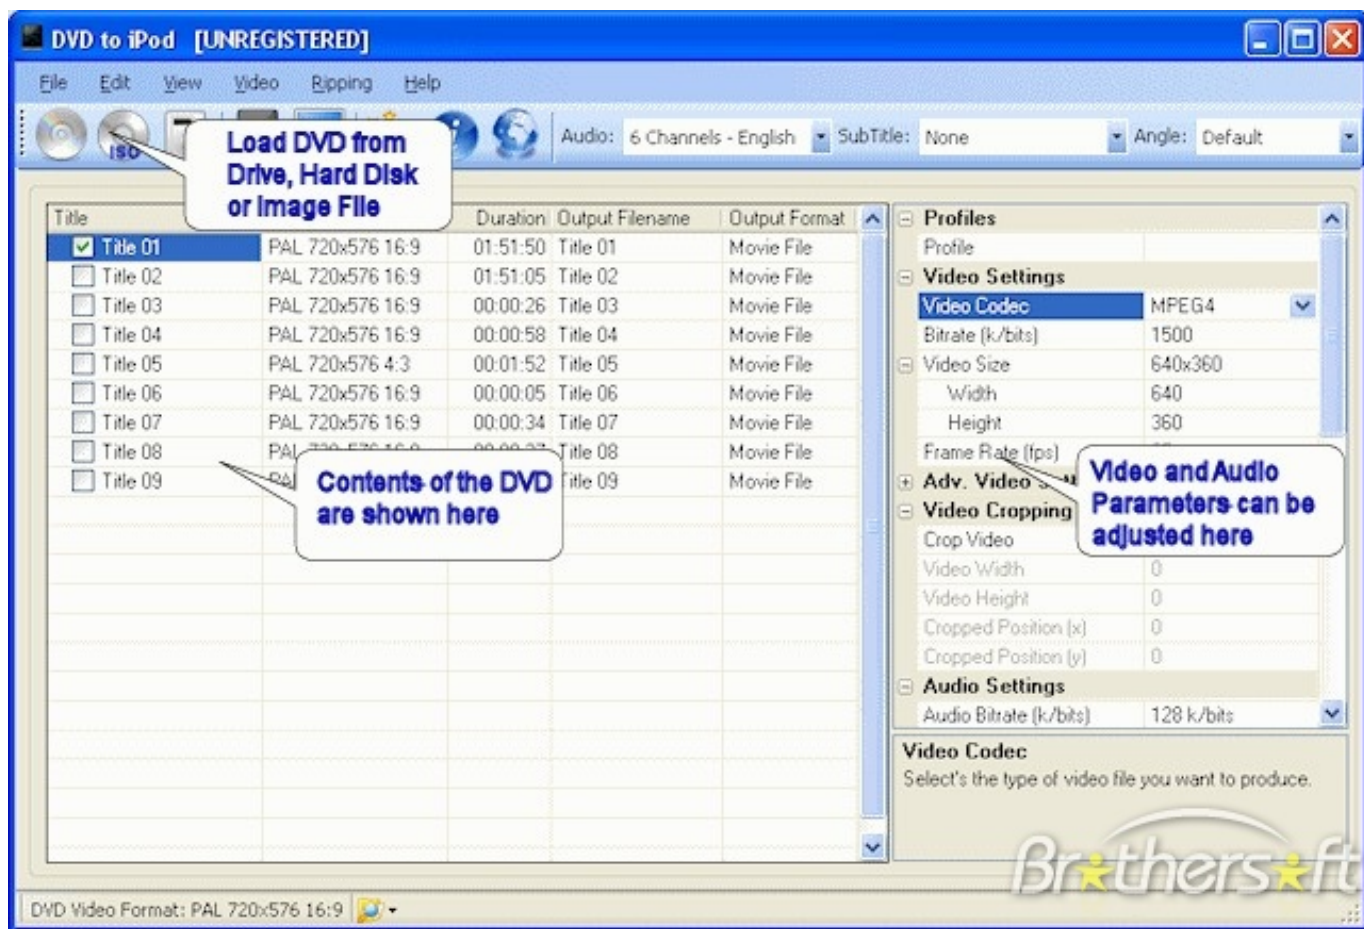 DVD to iPod [UNREGISTERED]
File Edit View Video Ripping Help
ISO
Audio: 6 Channels - English SubTitle: None Angle: Default
Load DVD from
Drive, Hard Disk
or Image File
Title Duration Output Filename Output Format
Title 01 PAL 720x576 16:9 01:51:50 Title 01 Movie File
Title 02 PAL 720x576 16:9 01:51:05 Title 02 Movie File
Title 03 PAL 720x576 16:9 00:00:26 Title 03 Movie File
Title 04 PAL 720x576 16:9 00:00:58 Title 04 Movie File
Title 05 PAL 720x576 4:3 00:01:52 Title 05 Movie File
Title 06 PAL 720x576 16:9 00:00:05 Title 06 Movie File
Title 07 PAL 720x576 16:9 00:00:34 Title 07 Movie File
Title 08 PAL 720x576 16:9 Title 08 Movie File
Title 09 Title 09 Movie File
Contents of the DVD
are shown here
Profiles
Profile
Video Settings
Video Codec MPEG4
Bitrate (k/bits) 1500
Video Size 640x360
Width 640
Height 360
Frame Rate (fps)
Adv. Video
Video Cropping
Crop Video
Video Width 0
Video Height 0
Cropped Position (x) 0
Cropped Position (y) 0
Audio Settings
Audio Bitrate (k/bits) 128 k/bits
Video and Audio
Parameters can be
adjusted here
Video Codec
Select's the type of video file you want to produce.
Brothersoft
DVD Video Format: PAL 720x576 16:9